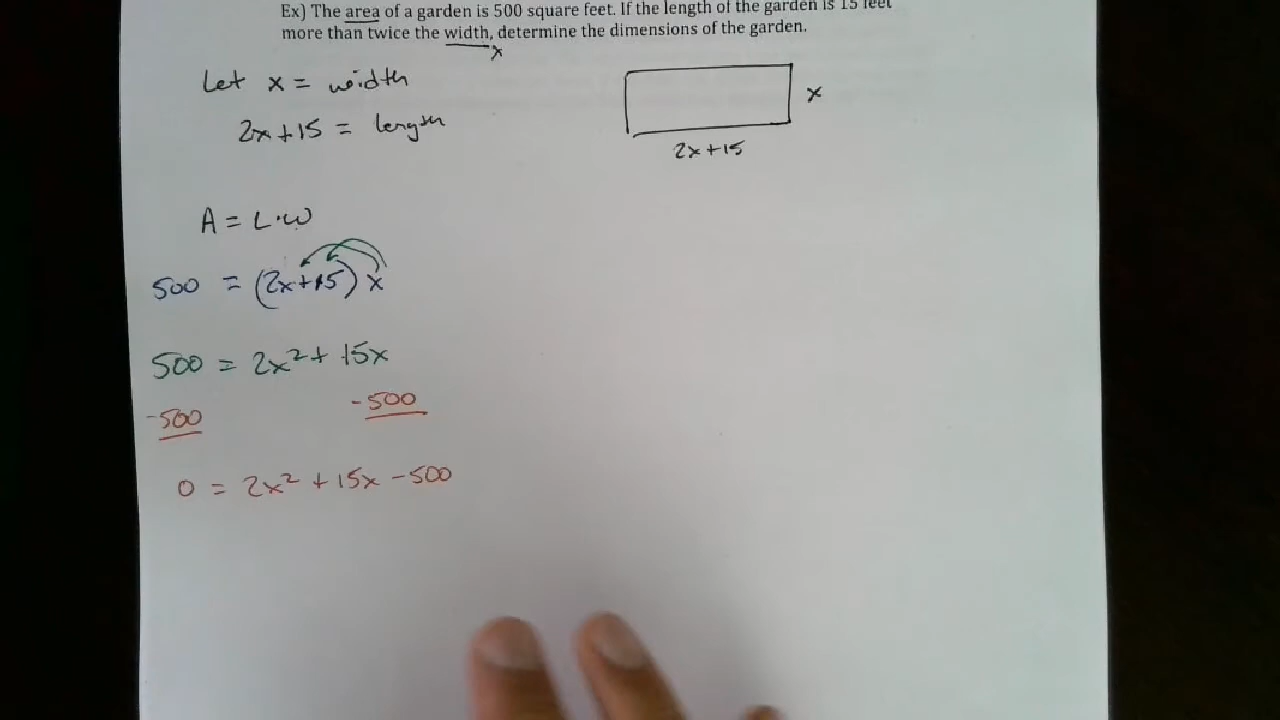 Ex) The area of a garden is 500 square feet. If the length of the garden is 15 feet
more than twice the width, determine the dimensions of the garden.
x
Let x = width
2x+15 = length
x
2x+15
A = L·W
500 = (2x+15)x
500 = 2x²+ 15x
-500 -500
0 = 2x² + 15x -500